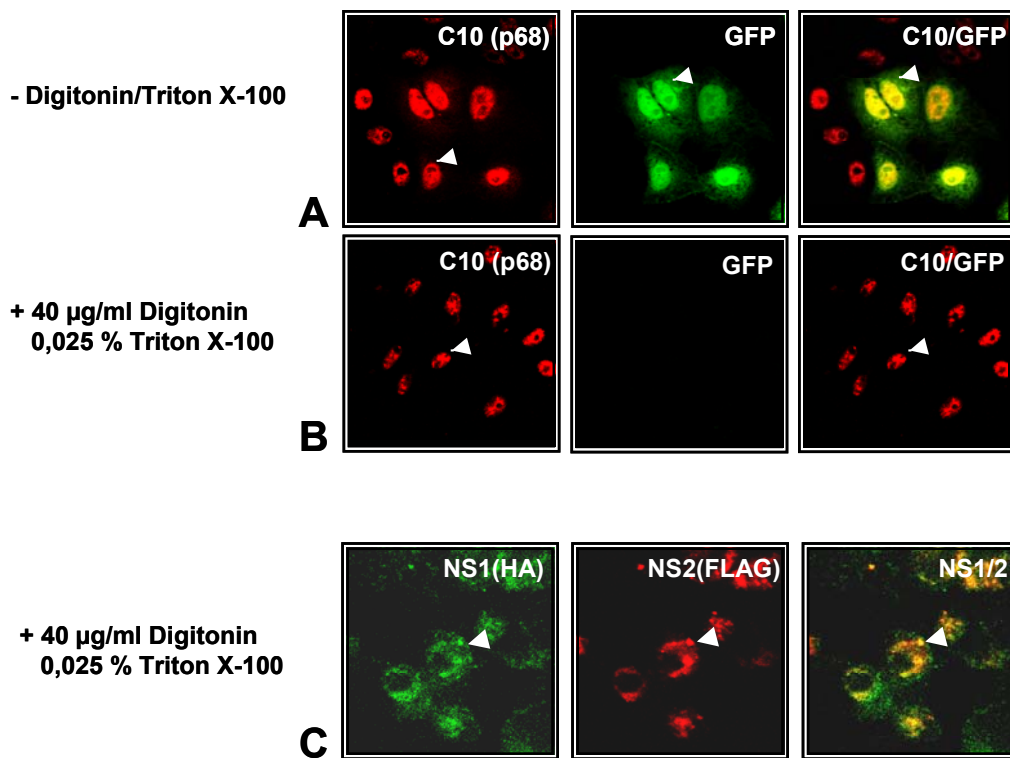 C10 (p68)
GFP
C10/GFP
- Digitonin/Triton X-100
A
C10 (p68)
GFP
C10/GFP
+ 40 µg/ml Digitonin
0,025 % Triton X-100
B
NS1(HA)
NS2(FLAG)
NS1/2
+ 40 µg/ml Digitonin
0,025 % Triton X-100
C